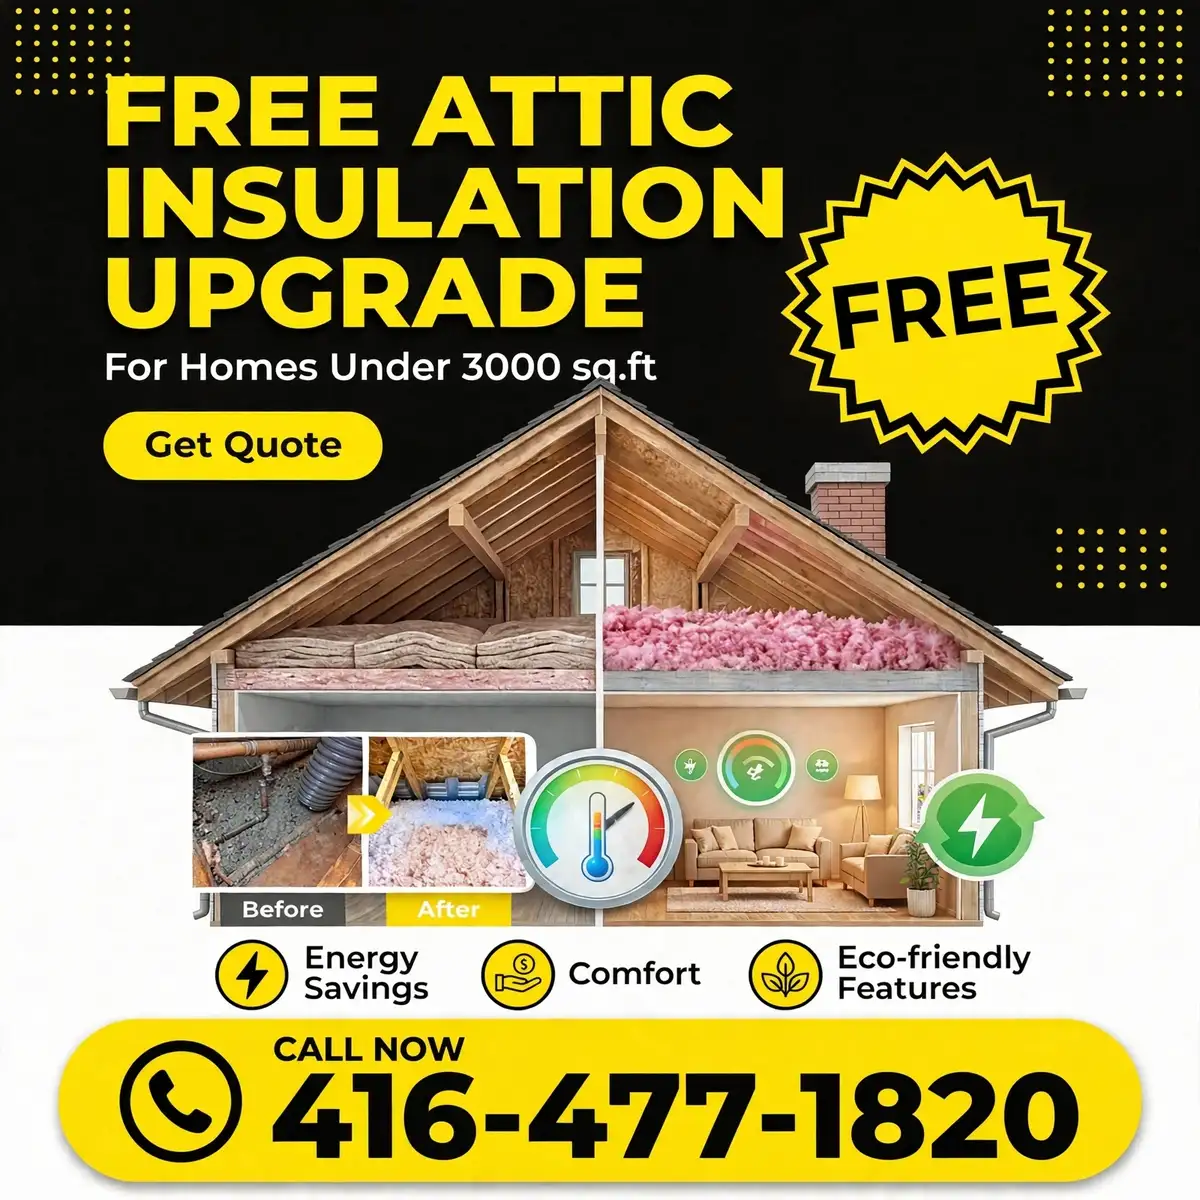 FREE ATTIC
INSULATION
UPGRADE
For Homes Under 3000 sq.ft
Get Quote
FREE
Before
After
Energy
Savings
Comfort
Eco-friendly
Features
CALL NOW
416-477-1820